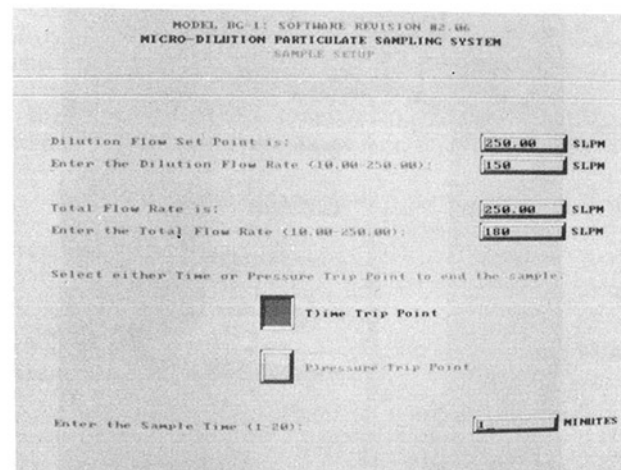 MODEL BG-1: SOFTWARE REVISION #2.06
MICRO-DILUTION PARTICULATE SAMPLING SYSTEM
SAMPLE SETUP
Dilution Flow Set Point is: 250.00 SLPM
Enter the Dilution Flow Rate (10.00-250.00): 150 SLPM
Total Flow Rate is: 250.00 SLPM
Enter the Total Flow Rate (10.00-250.00): 180 SLPM
Select either Time or Pressure Trip Point to end the sample.
T)ime Trip Point
P)ressure Trip Point
Enter the Sample Time (1-20): 1_ MINUTES